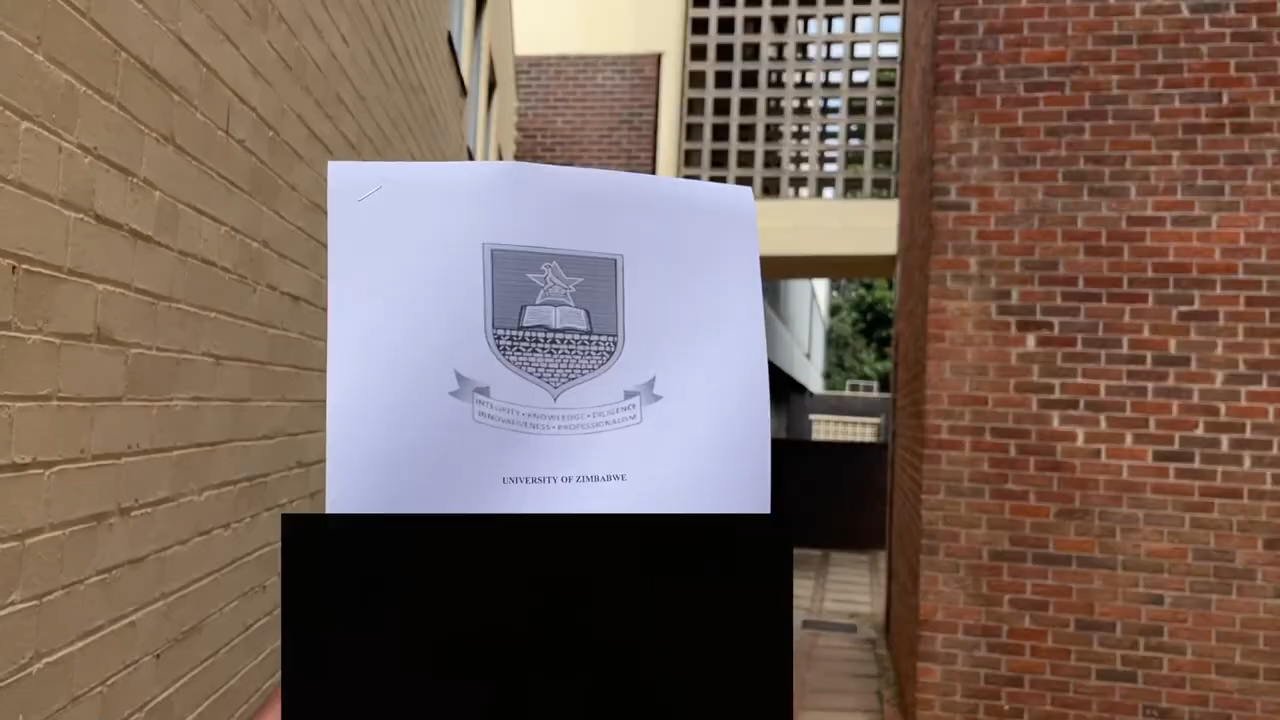 INTEGRITY • KNOWLEDGE • DILIGENCE
INNOVATIVENESS • PROFESSIONALISM
UNIVERSITY OF ZIMBABWE